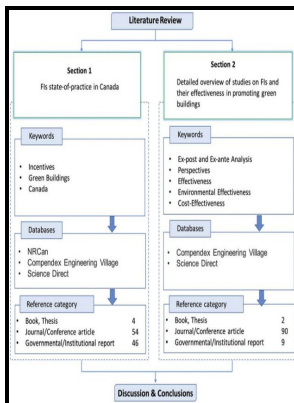 Literature Review
Section 1
FIs state-of-practice in Canada
Keywords
• Incentives
• Green Buildings
• Canada
Databases
• NRCan
• Compendex Engineering Village
• Science Direct
Reference category
• Book, Thesis 4
• Journal/Conference article 54
• Governmental/Institutional report 46
Section 2
Detailed overview of studies on FIs
and their effectiveness in promoting green
buildings
Keywords
• Ex-post and Ex-ante Analysis
• Perspectives
• Effectiveness
• Environmental Effectiveness
• Cost-Effectiveness
Databases
• Compendex Engineering Village
• Science Direct
Reference category
• Book, Thesis 2
• Journal/Conference article 90
• Governmental/Institutional report 9
Discussion & Conclusions